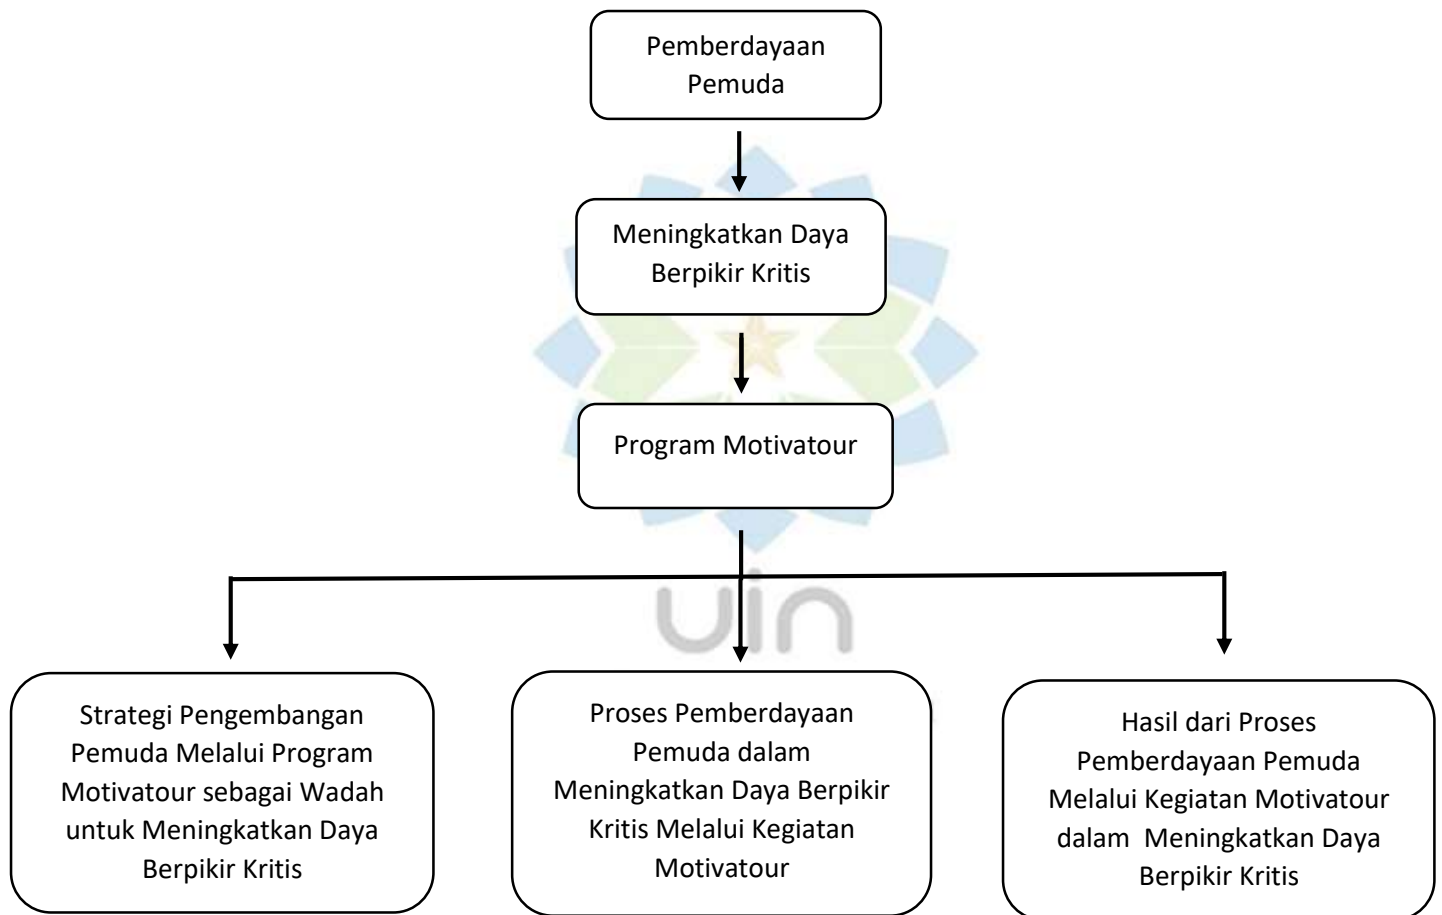 Pemberdayaan
Pemuda
Meningkatkan Daya
Berpikir Kritis
Program Motivatour
uin
Strategi Pengembangan
Pemuda Melalui Program
Motivatour sebagai Wadah
untuk Meningkatkan Daya
Berpikir Kritis
Proses Pemberdayaan
Pemuda dalam
Meningkatkan Daya Berpikir
Kritis Melalui Kegiatan
Motivatour
Hasil dari Proses
Pemberdayaan Pemuda
Melalui Kegiatan Motivatour
dalam Meningkatkan Daya
Berpikir Kritis